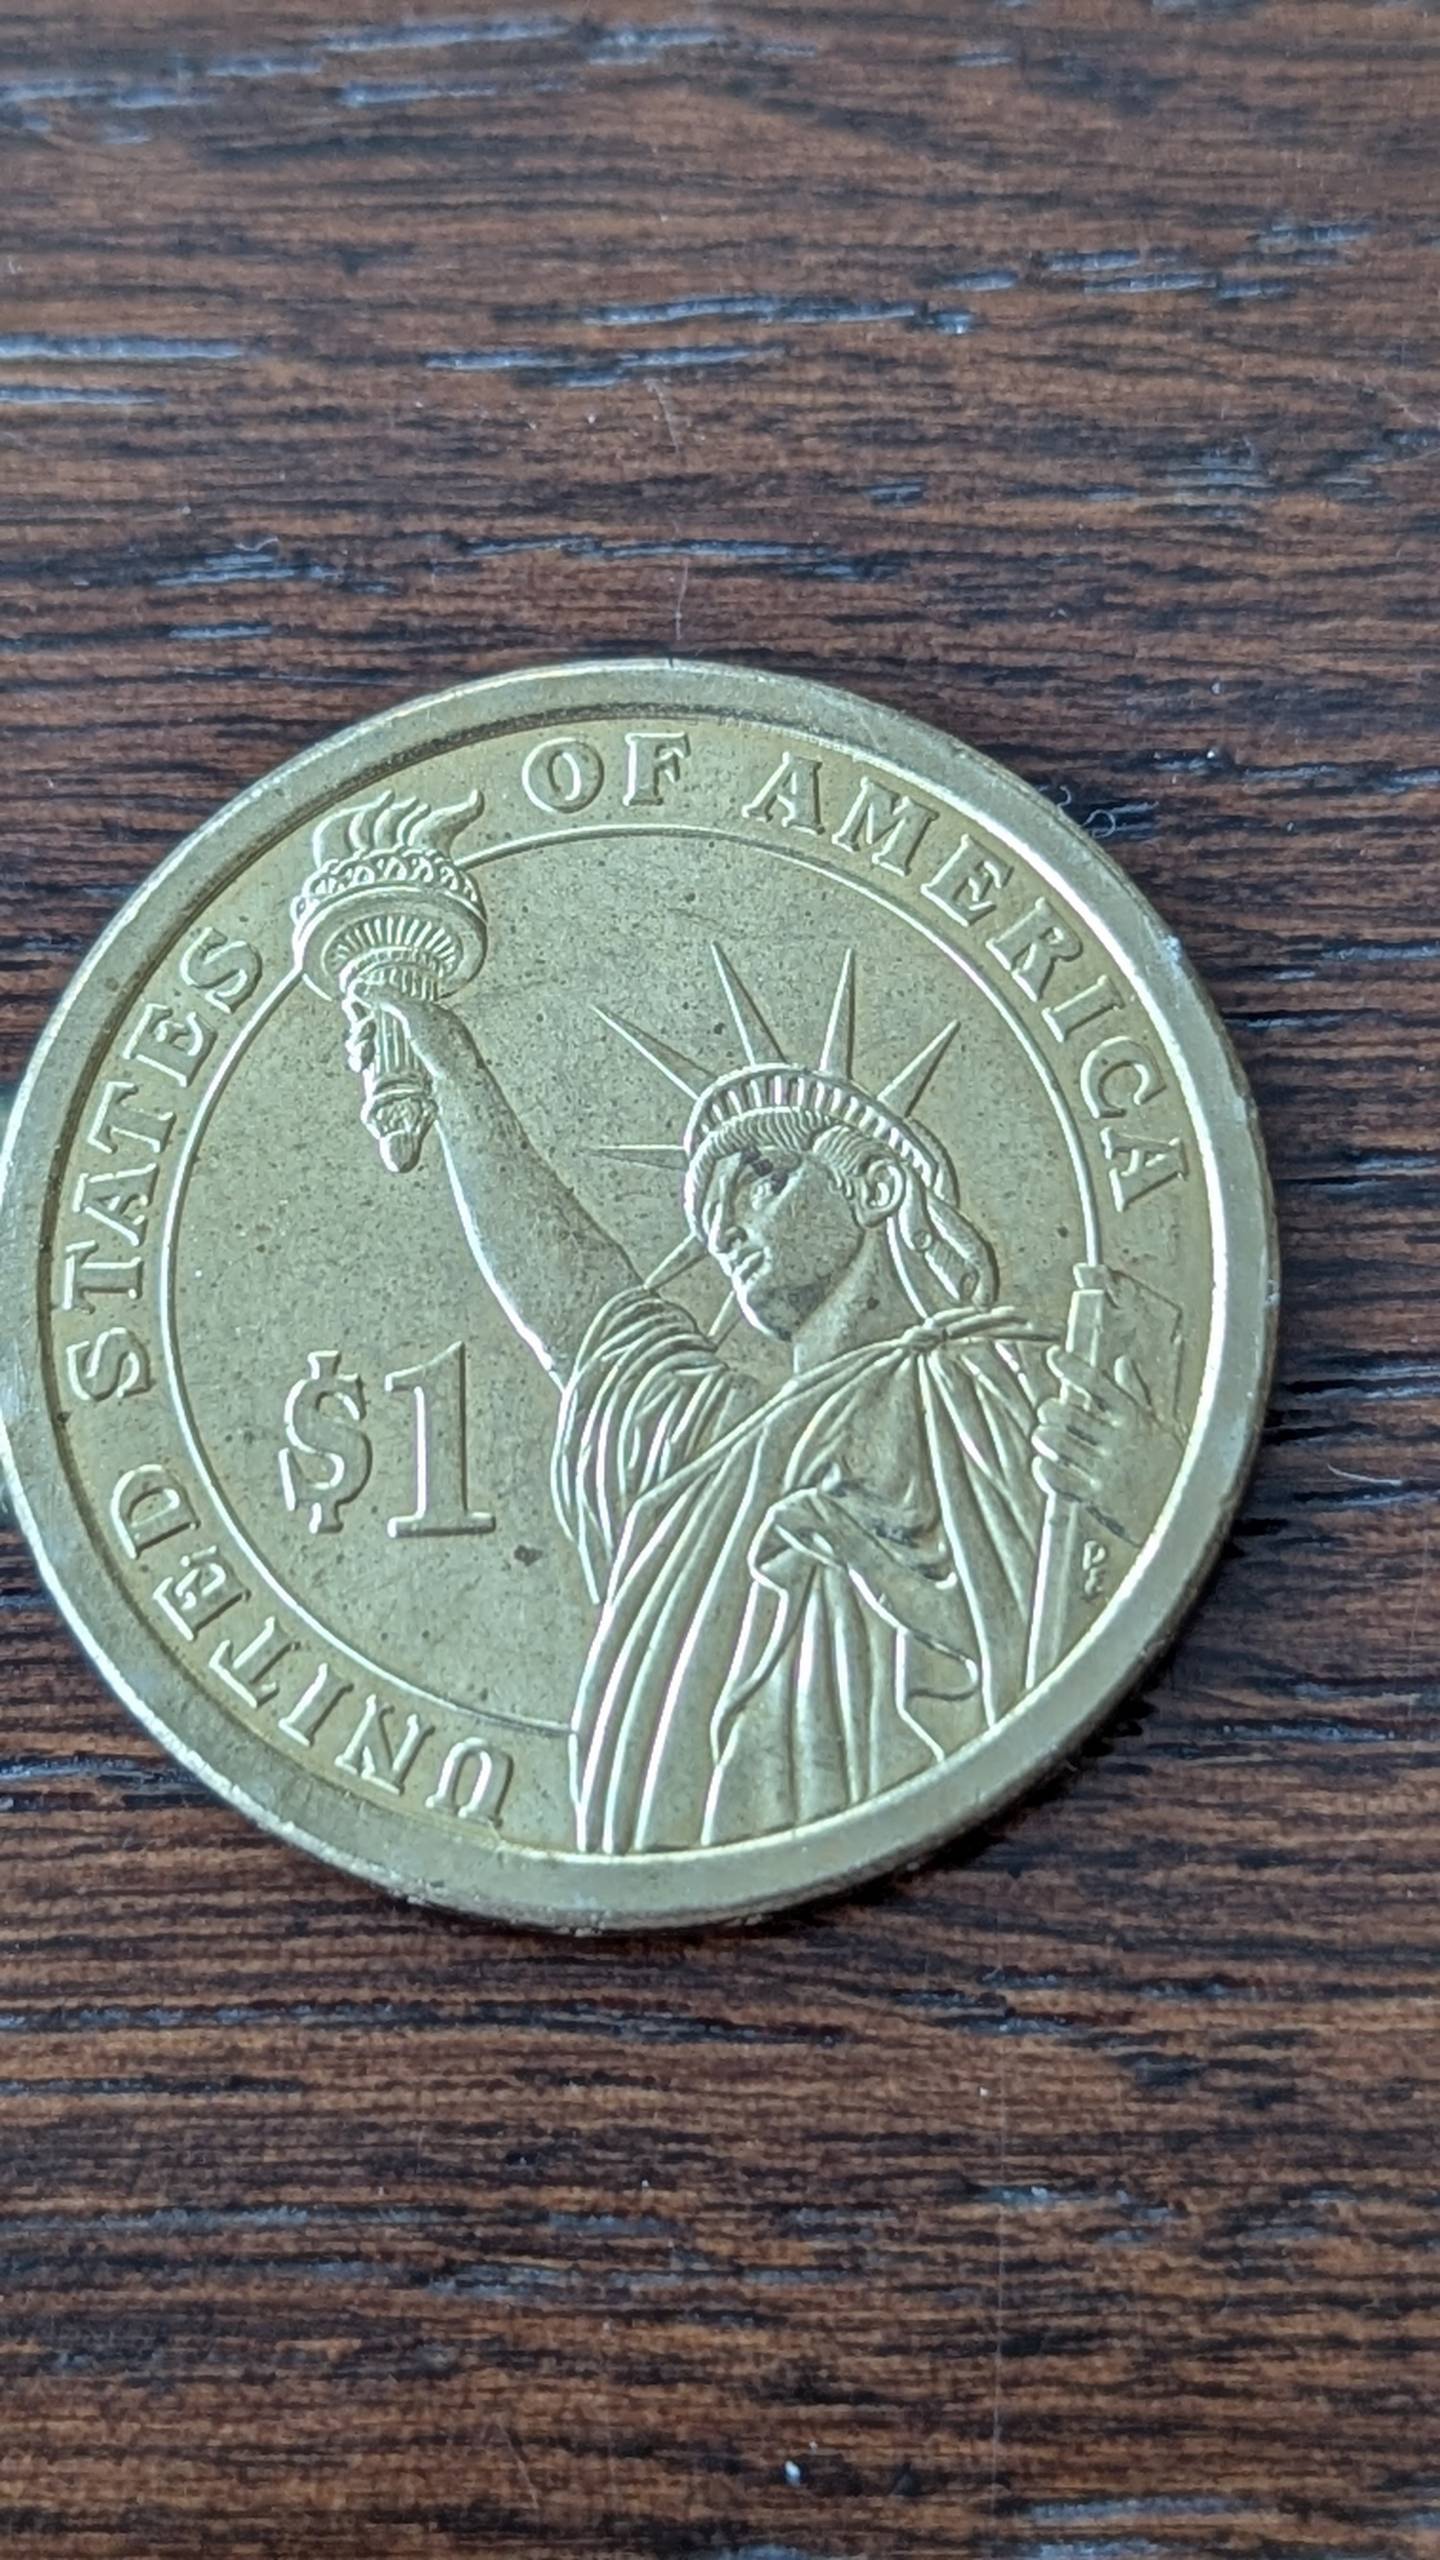 UNITED STATES OF AMERICA
$1